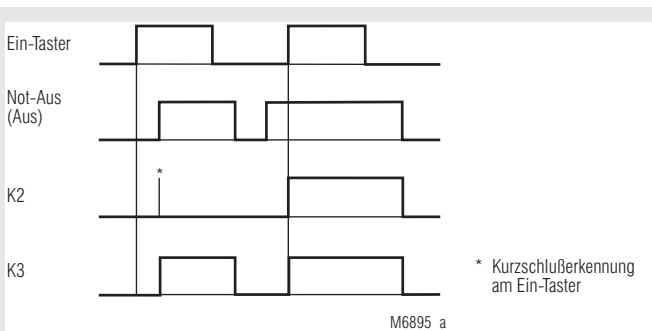 Ein-Taster
Not-Aus
(Aus)
*
K2
K3
* Kurzschlußerkennung
am Ein-Taster
M6895 a